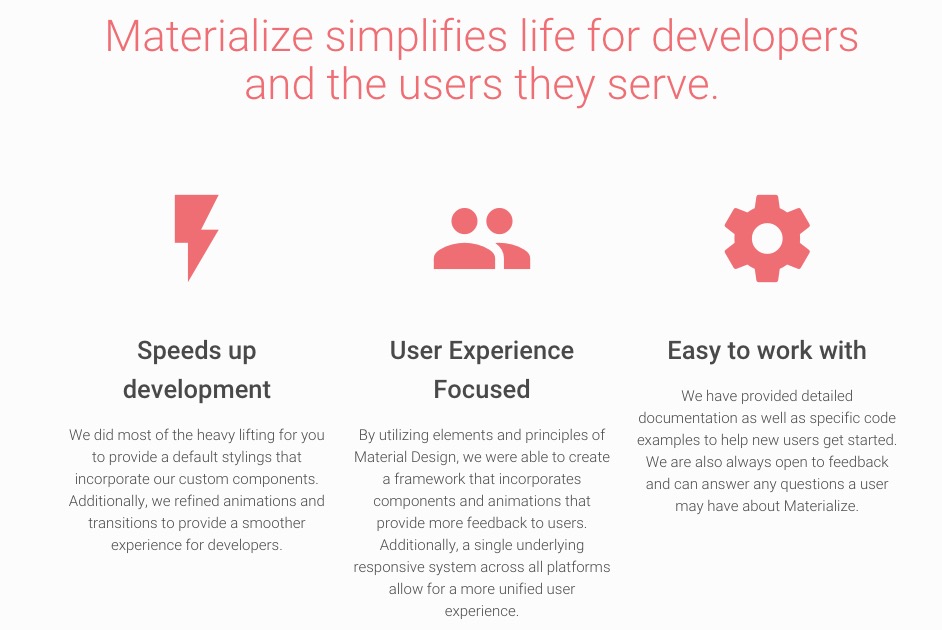 Materialize simplifies life for developers
and the users they serve.
Speeds up
development
We did most of the heavy lifting for you
to provide a default stylings that
incorporate our custom components.
Additionally, we refined animations and
transitions to provide a smoother
experience for developers.
User Experience
Focused
By utilizing elements and principles of
Material Design, we were able to create
a framework that incorporates
components and animations that
provide more feedback to users.
Additionally, a single underlying
responsive system across all platforms
allow for a more unified user
experience.
Easy to work with
We have provided detailed
documentation as well as specific code
examples to help new users get started.
We are also always open to feedback
and can answer any questions a user
may have about Materialize.